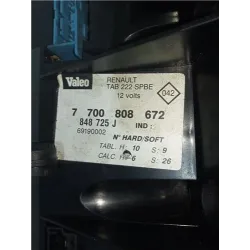 Valeo
RENAULT
TAB 222 SPBE
12 volts
042
7 700 808 672
848 725 J IND :
69190002
N° HARD/SOFT
TABL. H: 10 S: 9
CALC. H: 6 S: 26